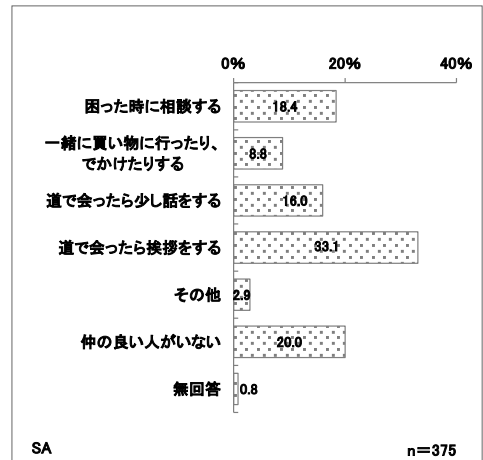 0% 20% 40%
困った時に相談する 18.4
一緒に買い物に行ったり、
でかけたりする 8.8
道で会ったら少し話をする 16.0
道で会ったら挨拶をする 33.1
その他 2.9
仲の良い人がいない 20.0
無回答 0.8
SA n=375